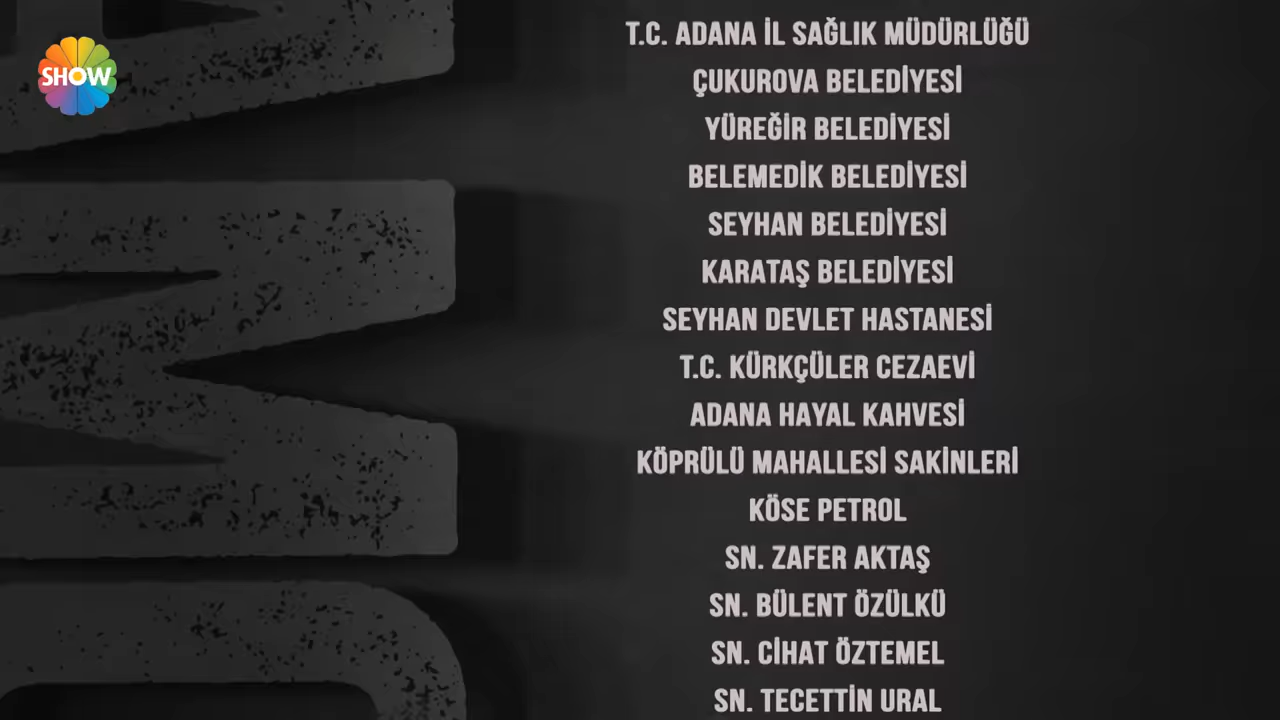 SHOW
T.C. ADANA İL SAĞLIK MÜDÜRLÜĞÜ
ÇUKUROVA BELEDİYESİ
YÜREĞİR BELEDİYESİ
BELEMEDİK BELEDİYESİ
SEYHAN BELEDİYESİ
KARATAŞ BELEDİYESİ
SEYHAN DEVLET HASTANESİ
T.C. KÜRKÇÜLER CEZAEVİ
ADANA HAYAL KAHVESİ
KÖPRÜLÜ MAHALLESİ SAKİNLERİ
KÖSE PETROL
SN. ZAFER AKTAŞ
SN. BÜLENT ÖZÜLKÜ
SN. CİHAT ÖZTEMEL
SN. TECETTİN URAL